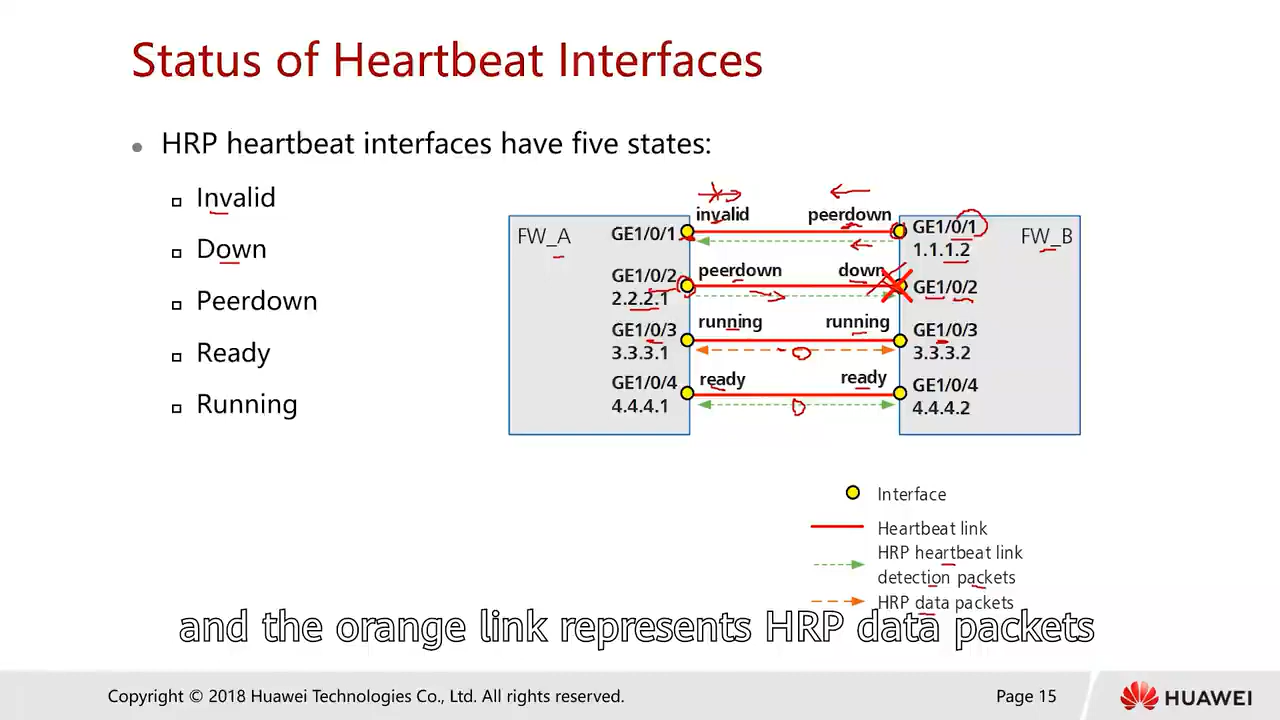 Status of Heartbeat Interfaces
HRP heartbeat interfaces have five states:
Invalid
Down
Peerdown
Ready
Running
invalid peerdown
FW_A GE1/0/1 GE1/0/1 FW_B
1.1.1.2
GE1/0/2 peerdown down GE1/0/2
2.2.2.1
GE1/0/3 running running GE1/0/3
3.3.3.1 3.3.3.2
GE1/0/4 ready ready GE1/0/4
4.4.4.1 4.4.4.2
Interface
Heartbeat link
HRP heartbeat link
detection packets
HRP data packets
and the orange link represents HRP data packets
Copyright © 2018 Huawei Technologies Co., Ltd. All rights reserved. Page 15 HUAWEI